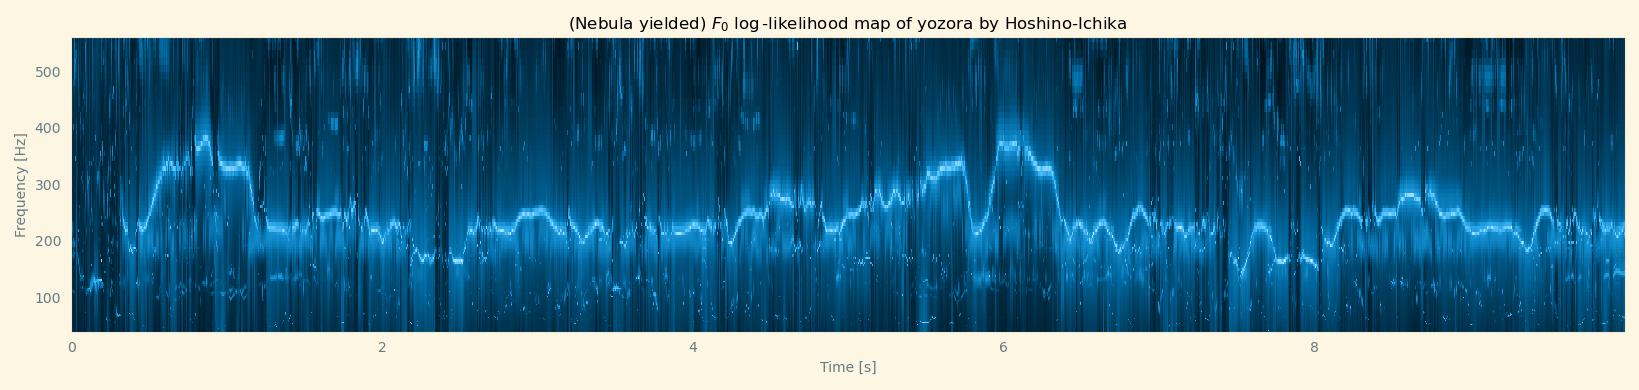 (Nebula yielded) F₀ log-likelihood map of yozora by Hoshino-Ichika
Frequency [Hz]
500
400
300
200
100
0 2 4 6 8
Time [s]